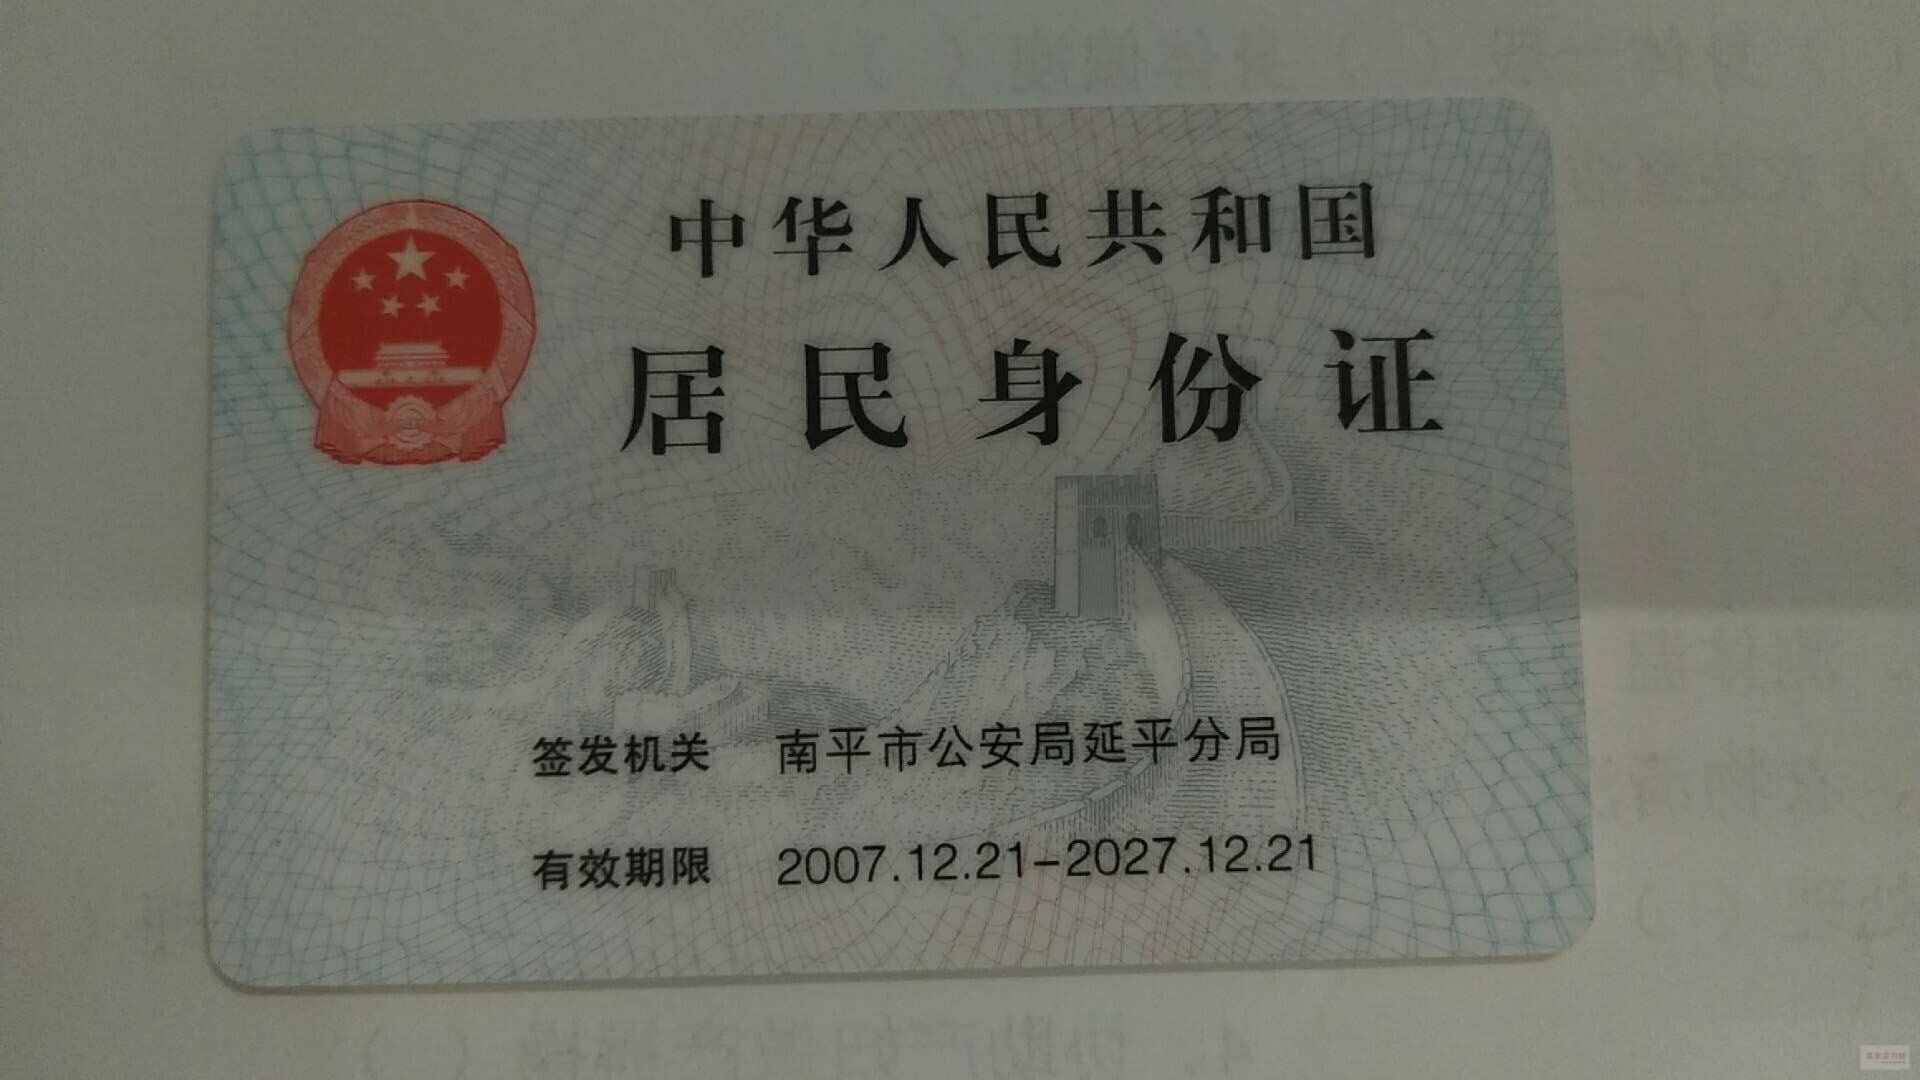 中华人民共和国
居民身份证
签发机关 南平市公安局延平分局
有效期限 2007.12.21-2027.12.21